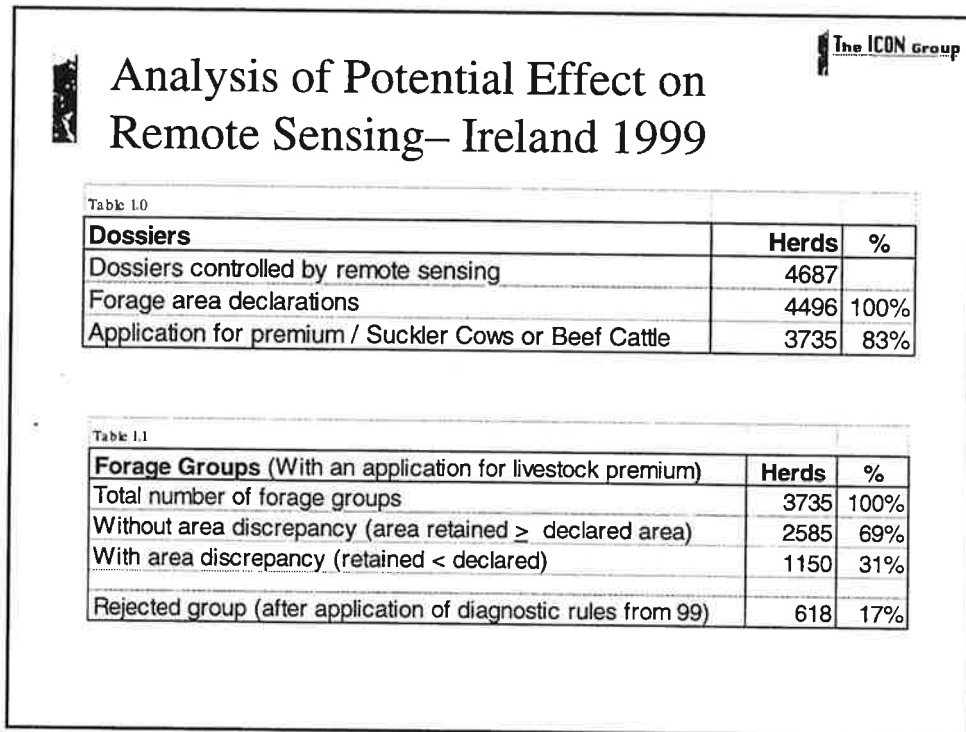 The ICON Group
Analysis of Potential Effect on
Remote Sensing– Ireland 1999
Table 1.0
Dossiers Herds %
Dossiers controlled by remote sensing 4687
Forage area declarations 4496 100%
Application for premium / Suckler Cows or Beef Cattle 3735 83%
Table 1.1
Forage Groups (With an application for livestock premium) Herds %
Total number of forage groups 3735 100%
Without area discrepancy (area retained ≥ declared area) 2585 69%
With area discrepancy (retained < declared) 1150 31%
Rejected group (after application of diagnostic rules from 99) 618 17%